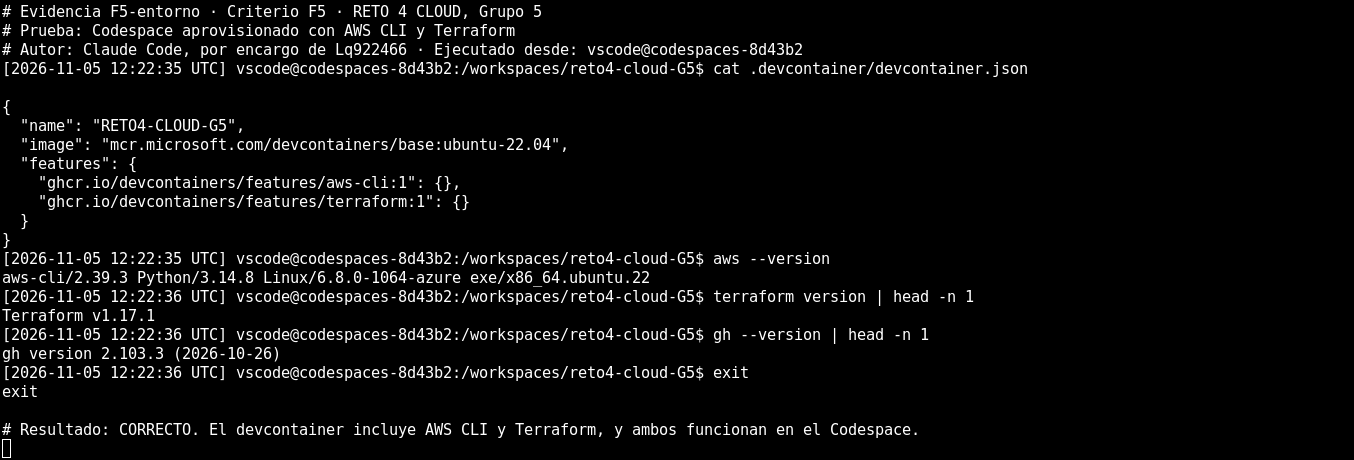 # Evidencia F5-entorno · Criterio F5 · RETO 4 CLOUD, Grupo 5
# Prueba: Codespace aprovisionado con AWS CLI y Terraform
# Autor: Claude Code, por encargo de Lq922466 · Ejecutado desde: vscode@codespaces-8d43b2
[2026-11-05 12:22:35 UTC] vscode@codespaces-8d43b2:/workspaces/reto4-cloud-G5$ cat .devcontainer/devcontainer.json

{
  "name": "RETO4-CLOUD-G5",
  "image": "mcr.microsoft.com/devcontainers/base:ubuntu-22.04",
  "features": {
    "ghcr.io/devcontainers/features/aws-cli:1": {},
    "ghcr.io/devcontainers/features/terraform:1": {}
  }
}
[2026-11-05 12:22:35 UTC] vscode@codespaces-8d43b2:/workspaces/reto4-cloud-G5$ aws --version
aws-cli/2.39.3 Python/3.14.8 Linux/6.8.0-1064-azure exe/x86_64.ubuntu.22
[2026-11-05 12:22:36 UTC] vscode@codespaces-8d43b2:/workspaces/reto4-cloud-G5$ terraform version | head -n 1
Terraform v1.17.1
[2026-11-05 12:22:36 UTC] vscode@codespaces-8d43b2:/workspaces/reto4-cloud-G5$ gh --version | head -n 1
gh version 2.103.3 (2026-10-26)
[2026-11-05 12:22:36 UTC] vscode@codespaces-8d43b2:/workspaces/reto4-cloud-G5$ exit
exit

# Resultado: CORRECTO. El devcontainer incluye AWS CLI y Terraform, y ambos funcionan en el Codespace.